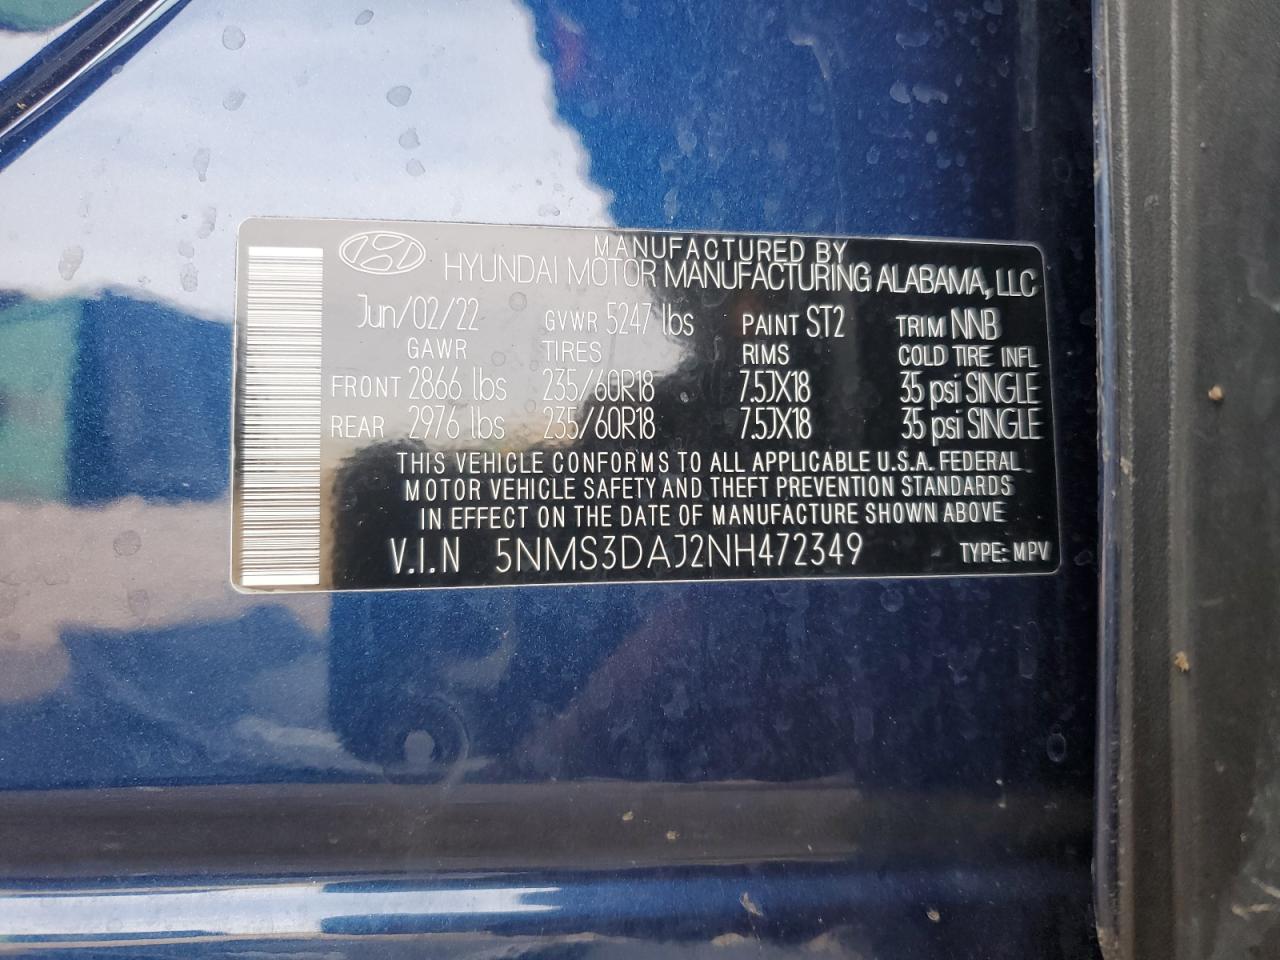 MANUFACTURED BY
HYUNDAI MOTOR MANUFACTURING ALABAMA, LLC
Jun/02/22 GVWR 5247 lbs PAINT ST2 TRIM NNB
GAWR TIRES RIMS COLD TIRE INFL
FRONT 2866 lbs 235/60R18 7.5JX18 35 psi SINGLE
REAR 2976 lbs 235/60R18 7.5JX18 35 psi SINGLE
THIS VEHICLE CONFORMS TO ALL APPLICABLE U.S.A. FEDERAL
MOTOR VEHICLE SAFETY AND THEFT PREVENTION STANDARDS
IN EFFECT ON THE DATE OF MANUFACTURE SHOWN ABOVE
V.I.N 5NMS3DAJ2NH472349 TYPE: MPV